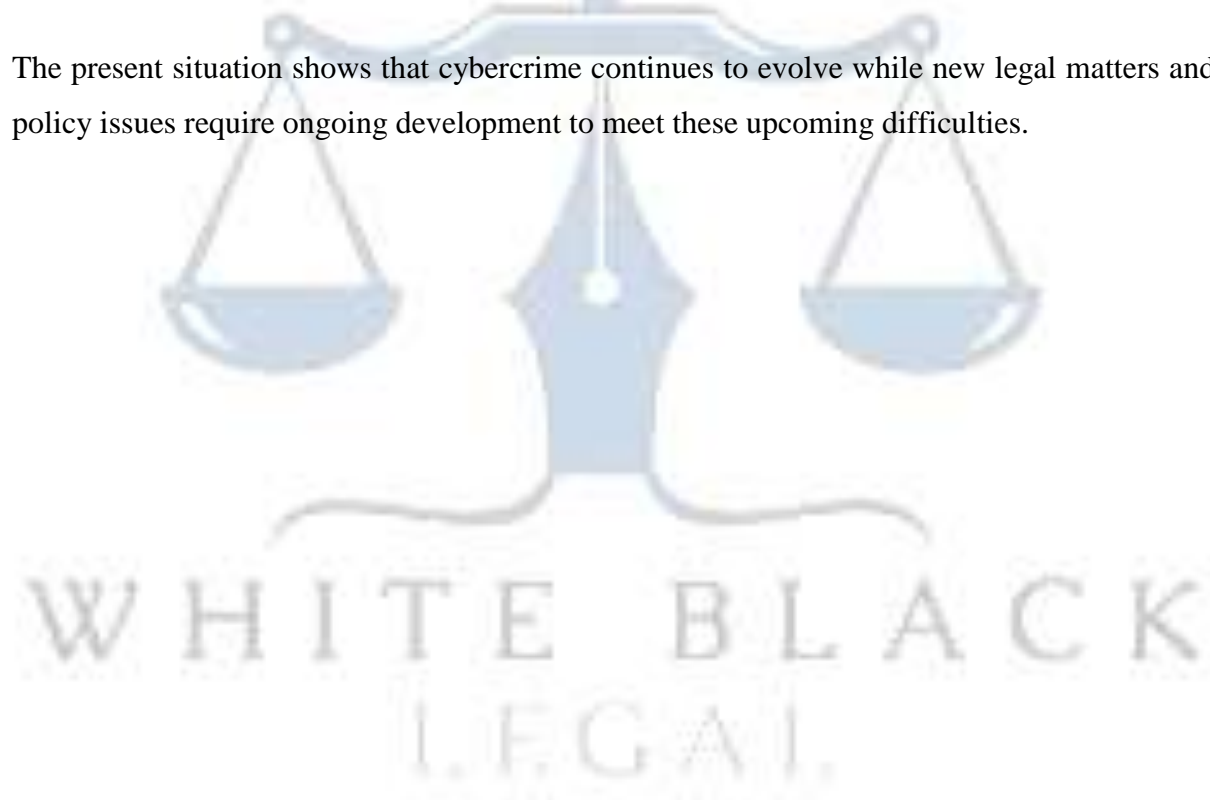 The present situation shows that cybercrime continues to evolve while new legal matters and
policy issues require ongoing development to meet these upcoming difficulties.
WHITE BLACK
LEGAL